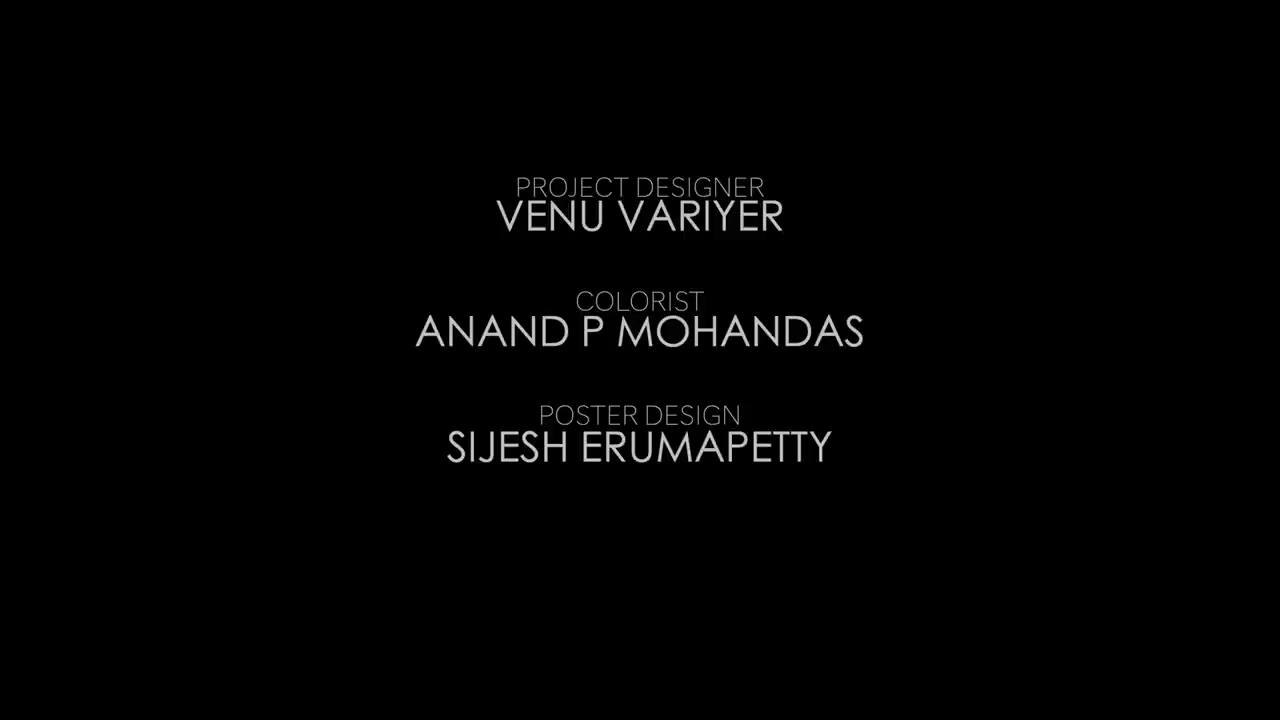 PROJECT DESIGNER
VENU VARIYER
COLORIST
ANAND P MOHANDAS
POSTER DESIGN
SIJESH ERUMAPETTY